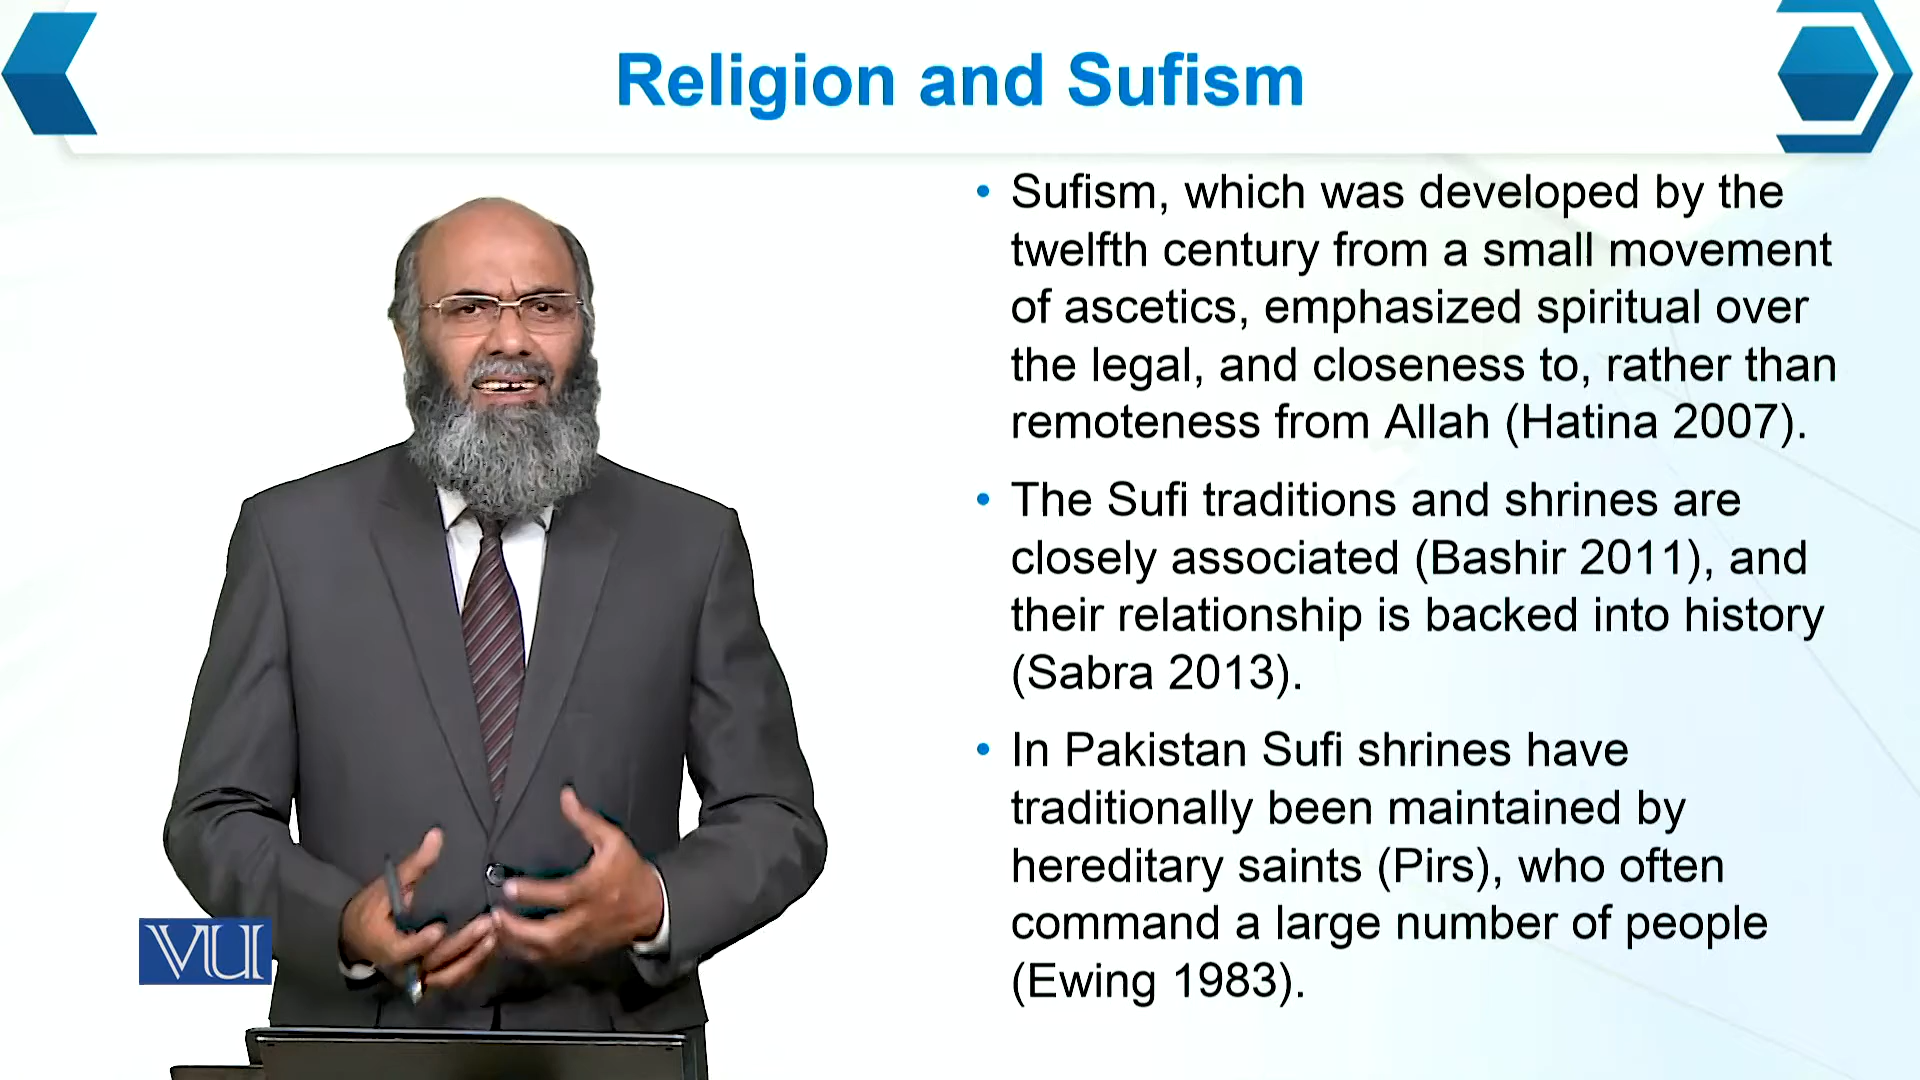 Religion and Sufism
• Sufism, which was developed by the
twelfth century from a small movement
of ascetics, emphasized spiritual over
the legal, and closeness to, rather than
remoteness from Allah (Hatina 2007).
• The Sufi traditions and shrines are
closely associated (Bashir 2011), and
their relationship is backed into history
(Sabra 2013).
• In Pakistan Sufi shrines have
traditionally been maintained by
hereditary saints (Pirs), who often
command a large number of people
(Ewing 1983).
VU